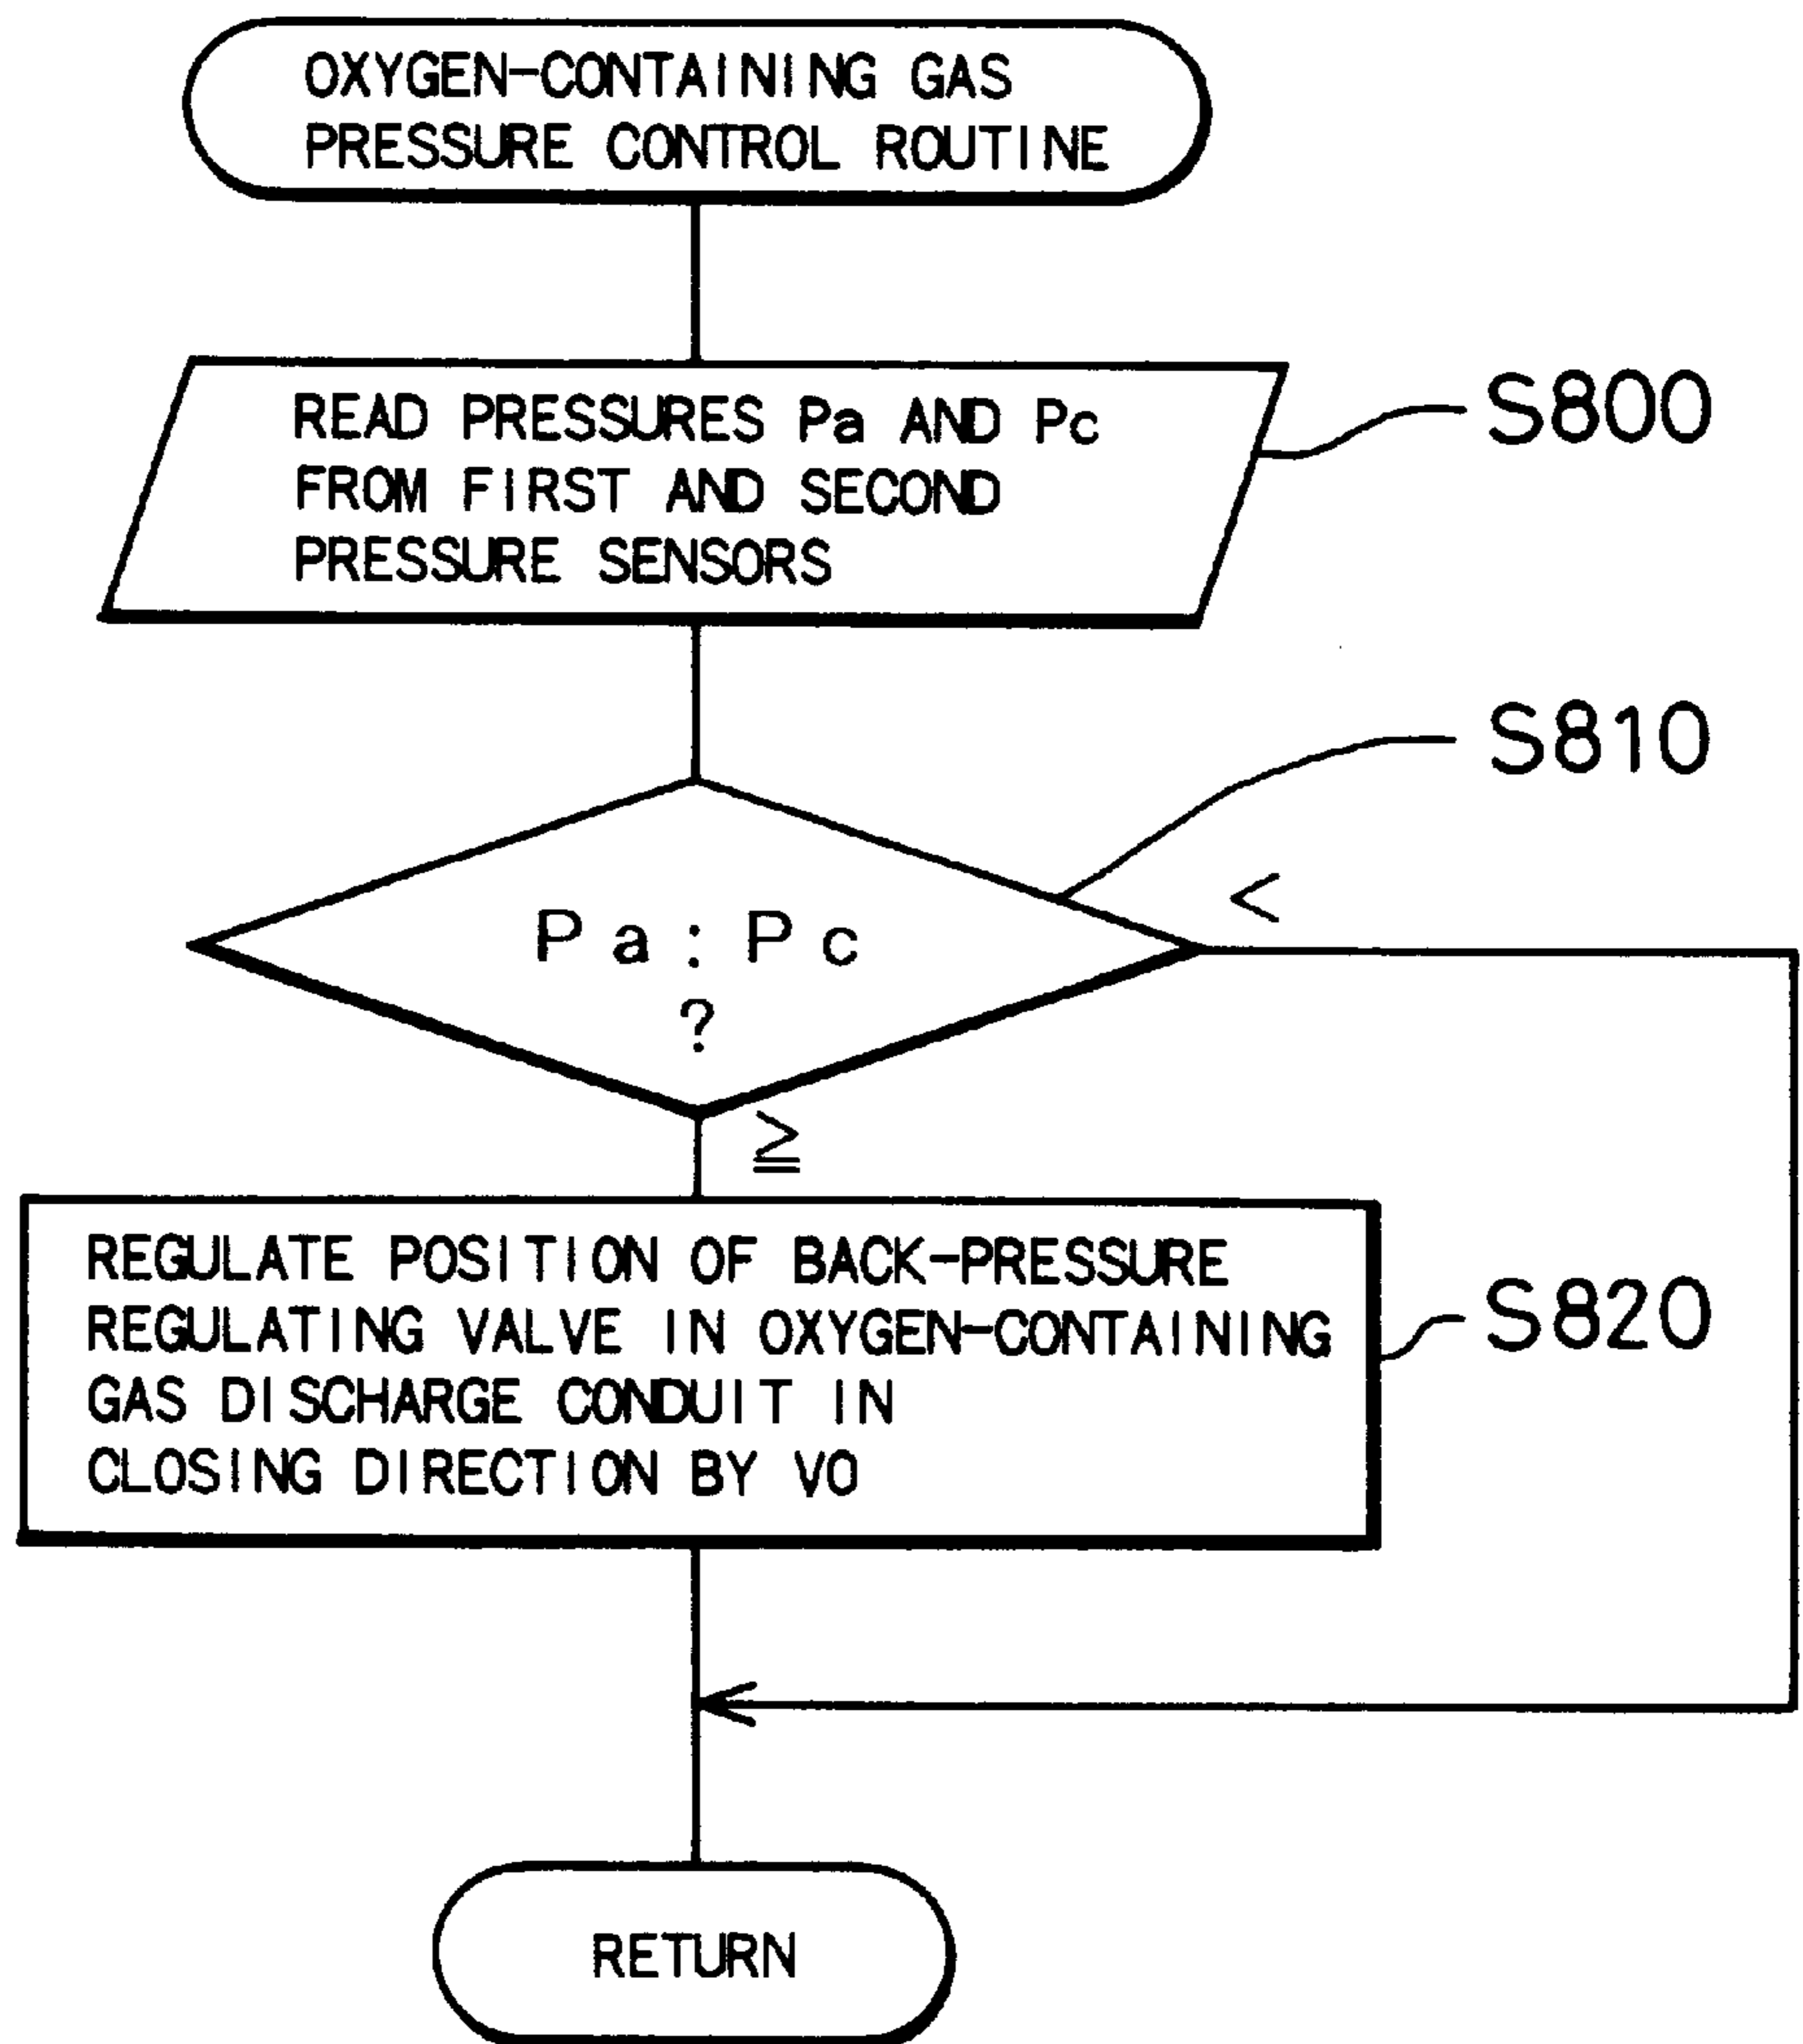 OXYGEN-CONTAINING GAS
PRESSURE CONTROL ROUTINE
READ PRESSURES Pa AND Pc
FROM FIRST AND SECOND
PRESSURE SENSORS
S800
S810
<
Pa:Pc
?
≧
REGULATE POSITION OF BACK-PRESSURE
REGULATING VALVE IN OXYGEN-CONTAINING
GAS DISCHARGE CONDUIT IN
CLOSING DIRECTION BY V0
S820
RETURN